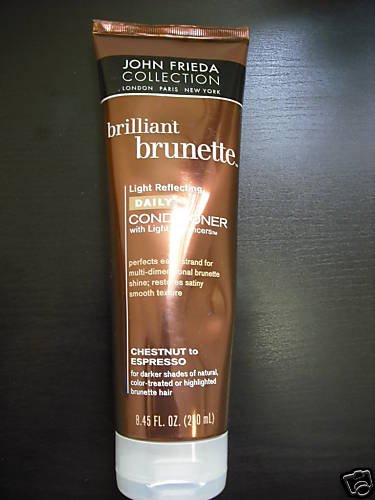 JOHN FRIEDA
COLLECTION
LONDON PARIS NEW YORK
brilliant
brunette™
Light Reflecting
DAILY
CONDITIONER
with Light Enhancers™
perfects each strand for
multi-dimensional brunette
shine; restores satiny
smooth texture
CHESTNUT to
ESPRESSO
for darker shades of natural,
color-treated or highlighted
brunette hair
8.45 FL. OZ. (250 mL)